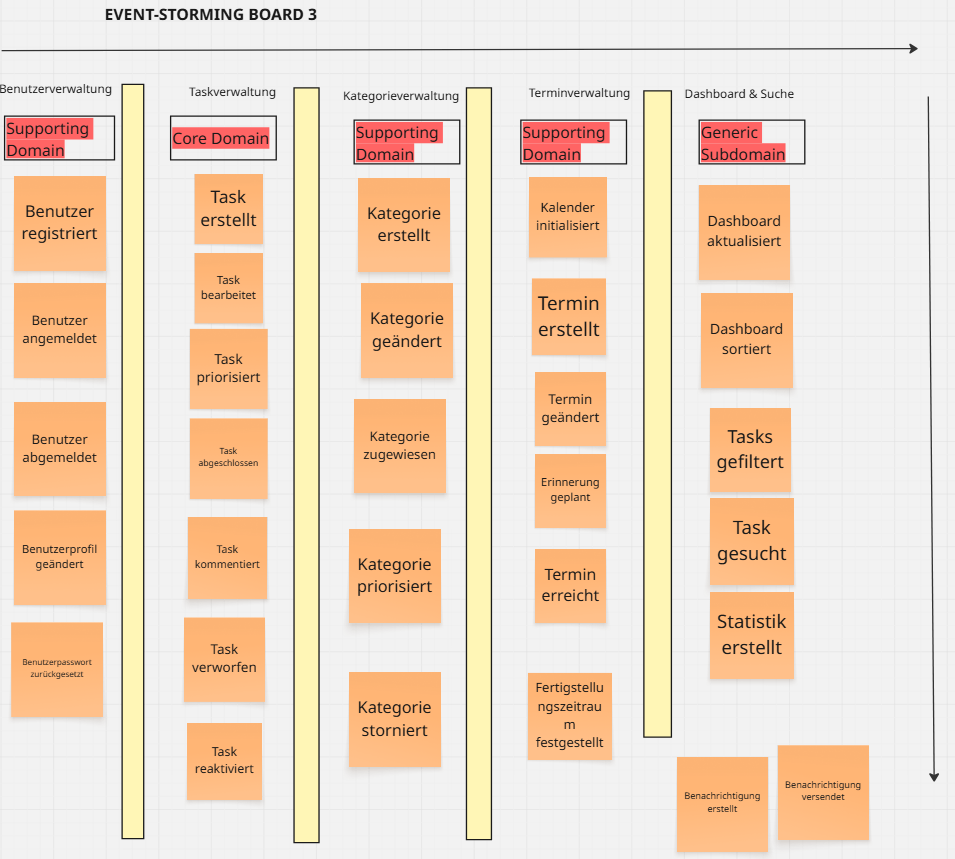 EVENT-STORMING BOARD 3
Benutzerverwaltung
Supporting
Domain
Benutzer
registriert
Benutzer
angemeldet
Benutzer
abgemeldet
Benutzerprofil
geändert
Benutzerpasswort
zurückgesetzt
Taskverwaltung
Core Domain
Task
erstellt
Task
bearbeitet
Task
priorisiert
Task
abgeschlossen
Task
kommentiert
Task
verworfen
Task
reaktiviert
Kategorieverwaltung
Supporting
Domain
Kategorie
erstellt
Kategorie
geändert
Kategorie
zugewiesen
Kategorie
priorisiert
Kategorie
storniert
Terminverwaltung
Supporting
Domain
Kalender
initialisiert
Termin
erstellt
Termin
geändert
Erinnerung
geplant
Termin
erreicht
Fertigstellu
ngszeitrau
m
festgestellt
Dashboard & Suche
Generic
Subdomain
Dashboard
aktualisiert
Dashboard
sortiert
Tasks
gefiltert
Task
gesucht
Statistik
erstellt
Benachrichtigung
erstellt
Benachrichtigung
versendet